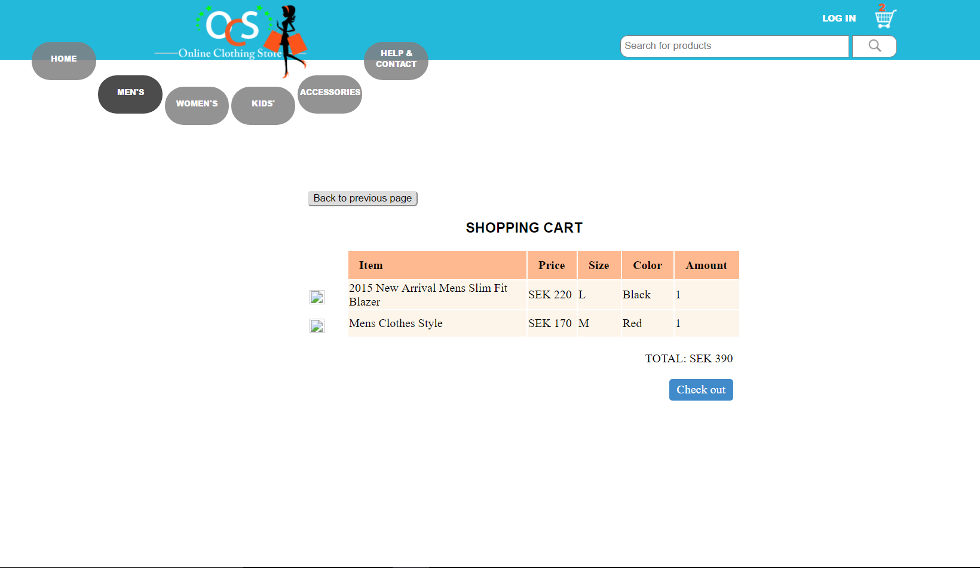 OCS
Online Clothing Store
LOG IN
2
Search for products
HOME
HELP &
CONTACT
MEN'S
WOMEN'S
KIDS'
ACCESSORIES
Back to previous page
SHOPPING CART
Item Price Size Color Amount
2015 New Arrival Mens Slim Fit
Blazer
SEK 220 L Black 1
Mens Clothes Style SEK 170 M Red 1
TOTAL: SEK 390
Check out